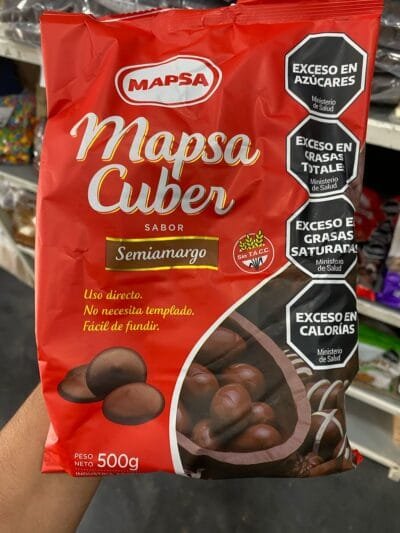 MAPSA
Mapsa
Cuber
SABOR
Semiamargo
Sin T.A.C.C.
Uso directo.
No necesita templado.
Fácil de fundir.
PESO
NETO 500g
EXCESO EN
AZÚCARES
Ministerio
de Salud
EXCESO EN
GRASAS
TOTALES
Ministerio
de Salud
EXCESO EN
GRASAS
SATURADAS
Ministerio
de Salud
EXCESO EN
CALORÍAS
Ministerio
de Salud